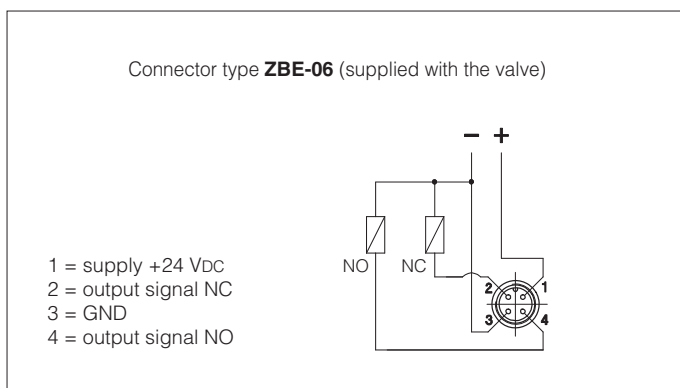 Connector type ZBE-06 (supplied with the valve)
− +
NO NC
2 1
3 4
1 = supply +24 VDC
2 = output signal NC
3 = GND
4 = output signal NO